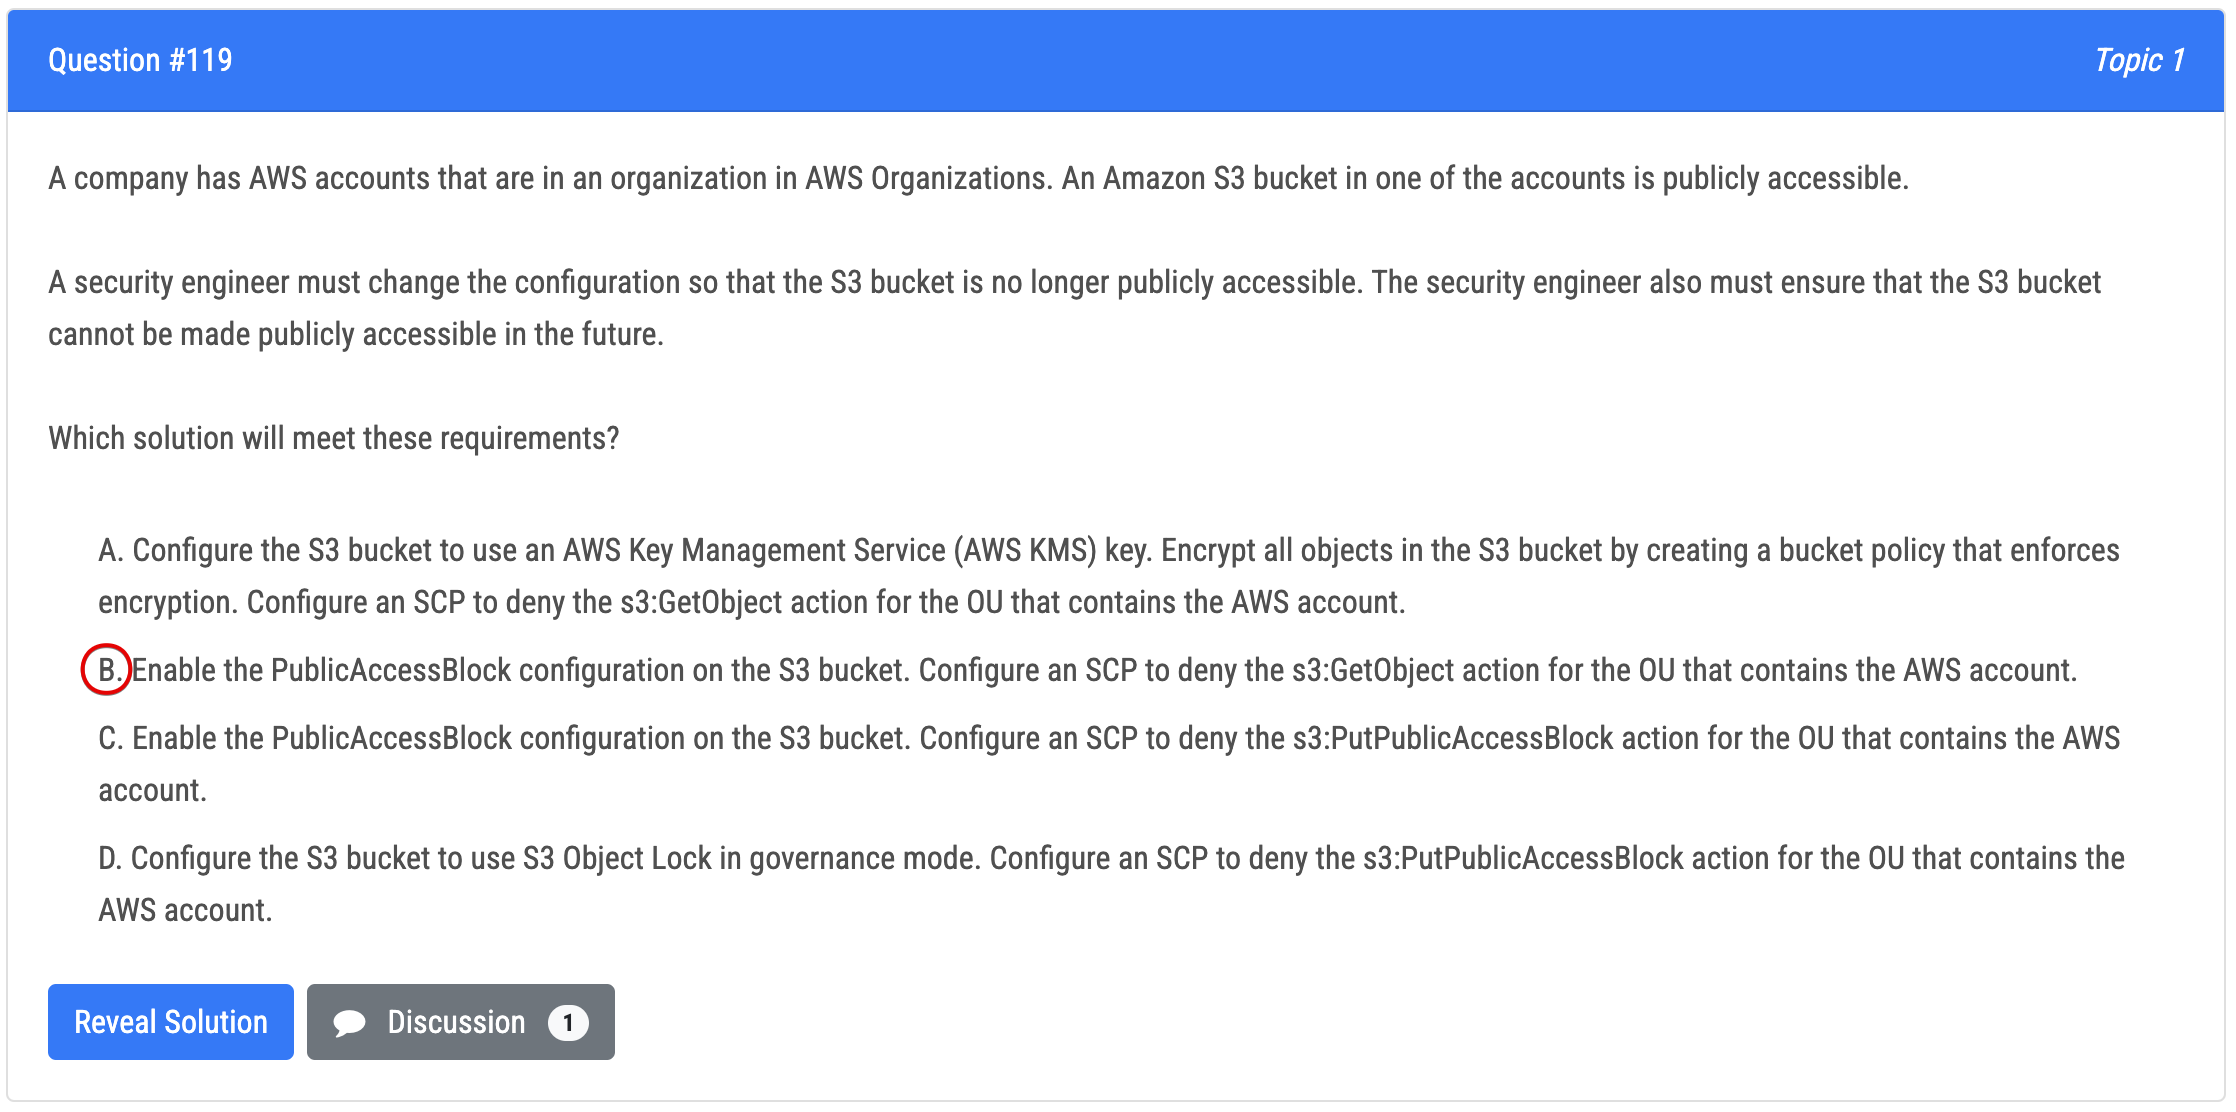 Question #119
Topic 1
A company has AWS accounts that are in an organization in AWS Organizations. An Amazon S3 bucket in one of the accounts is publicly accessible.
A security engineer must change the configuration so that the S3 bucket is no longer publicly accessible. The security engineer also must ensure that the S3 bucket
cannot be made publicly accessible in the future.
Which solution will meet these requirements?
A. Configure the S3 bucket to use an AWS Key Management Service (AWS KMS) key. Encrypt all objects in the S3 bucket by creating a bucket policy that enforces
encryption. Configure an SCP to deny the s3:GetObject action for the OU that contains the AWS account.
B. Enable the PublicAccessBlock configuration on the S3 bucket. Configure an SCP to deny the s3:GetObject action for the OU that contains the AWS account.
C. Enable the PublicAccessBlock configuration on the S3 bucket. Configure an SCP to deny the s3:PutPublicAccessBlock action for the OU that contains the AWS
account.
D. Configure the S3 bucket to use S3 Object Lock in governance mode. Configure an SCP to deny the s3:PutPublicAccessBlock action for the OU that contains the
AWS account.
Reveal Solution
Discussion 1